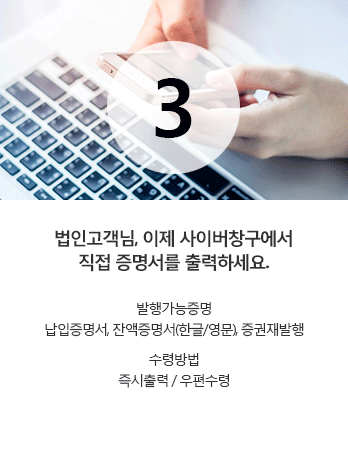 3
법인고객님, 이제 사이버창구에서
직접 증명서를 출력하세요.
발행가능증명
납입증명서, 잔액증명서(한글/영문), 증권재발행
수령방법
즉시출력 / 우편수령